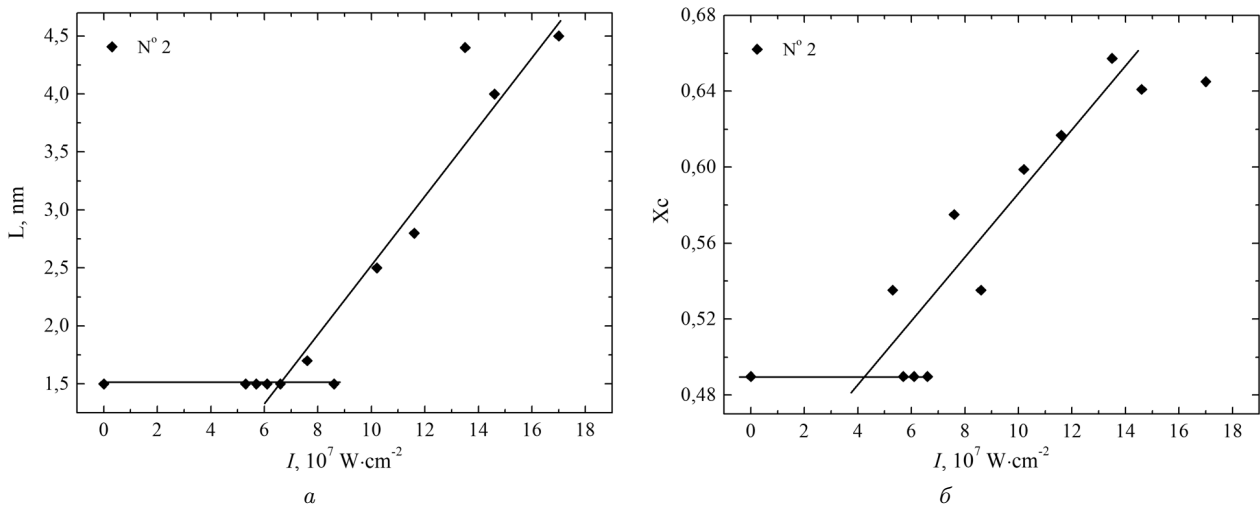 4,5
4,0
3,5
3,0
2,5
2,0
1,5
L, nm
N° 2
0 2 4 6 8 10 12 14 16 18
I, 10⁷ W·cm⁻²
а
0,68
0,64
0,60
0,56
0,52
0,48
Xc
N° 2
0 2 4 6 8 10 12 14 16 18
I, 10⁷ W·cm⁻²
б